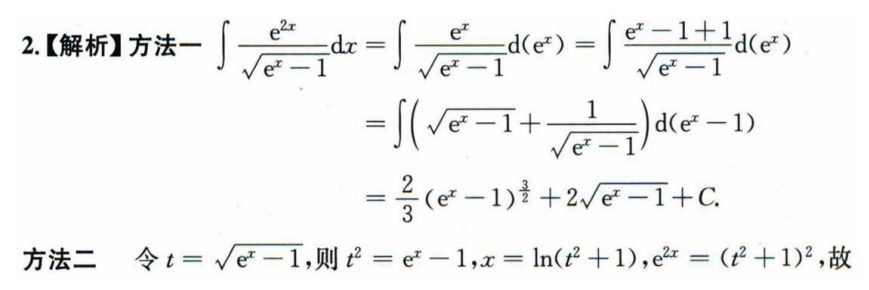 2.【解析】方法一 ∫ e^{2x}/√(e^x − 1) dx = ∫ e^x/√(e^x − 1) d(e^x) = ∫ (e^x − 1 + 1)/√(e^x − 1) d(e^x)
= ∫(√(e^x − 1) + 1/√(e^x − 1)) d(e^x − 1)
= 2/3 (e^x − 1)^{3/2} + 2√(e^x − 1) + C.
方法二 令 t = √(e^x − 1),则 t² = e^x − 1,x = ln(t² + 1),e^{2x} = (t² + 1)²,故